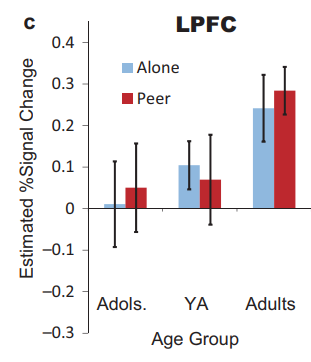 c
LPFC
0.4
0.3
0.2
0.1
0
−0.1
−0.2
−0.3
Estimated %Signal Change
Alone
Peer
Adols. YA Adults
Age Group